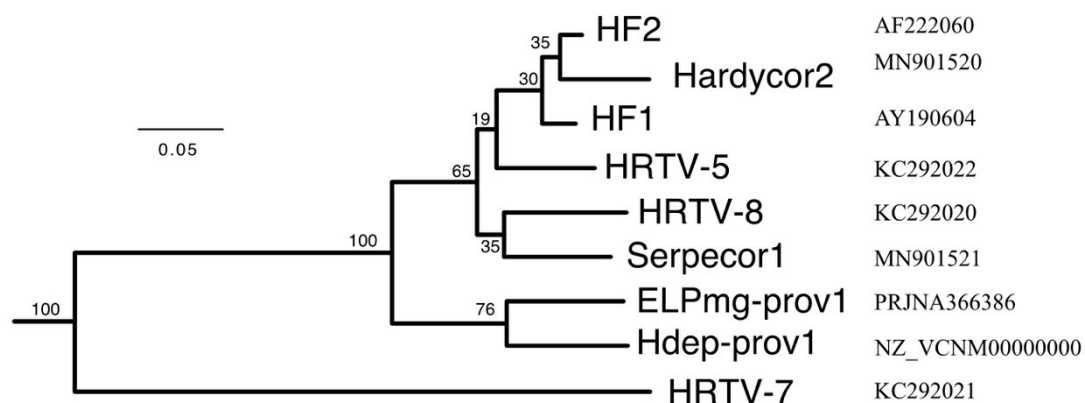 HF2 AF222060
35
Hardycor2 MN901520
30
HF1 AY190604
19
0.05
HRTV-5 KC292022
65
HRTV-8 KC292020
100
35
Serpecor1 MN901521
ELPmg-prov1 PRJNA366386
100
76
Hdep-prov1 NZ_VCNM00000000
HRTV-7 KC292021